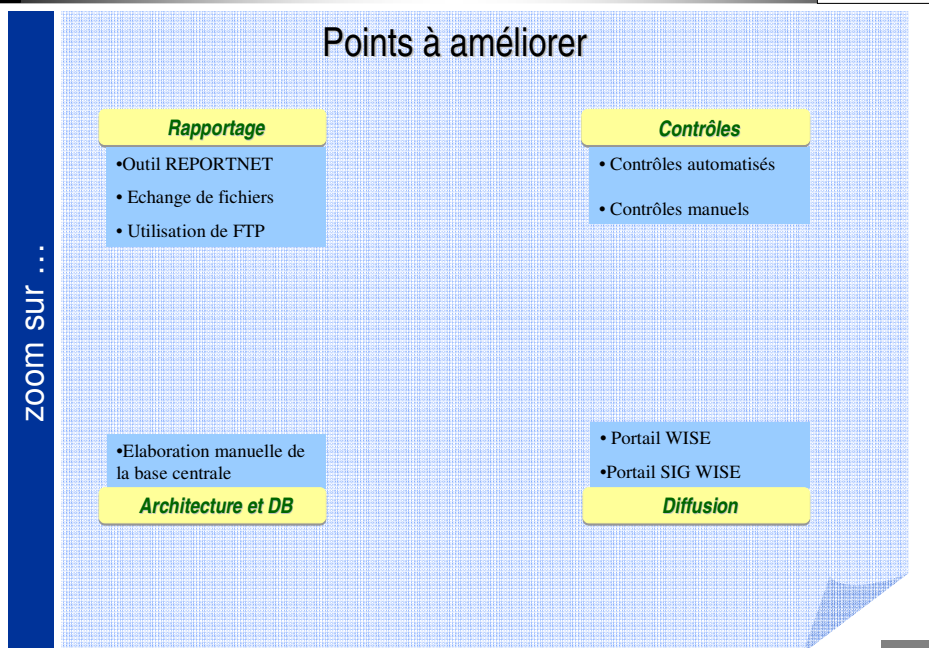 Points à améliorer
zoom sur ...
Rapportage
•Outil REPORTNET
• Echange de fichiers
• Utilisation de FTP
Contrôles
• Contrôles automatisés
• Contrôles manuels
•Elaboration manuelle de
la base centrale
Architecture et DB
• Portail WISE
•Portail SIG WISE
Diffusion